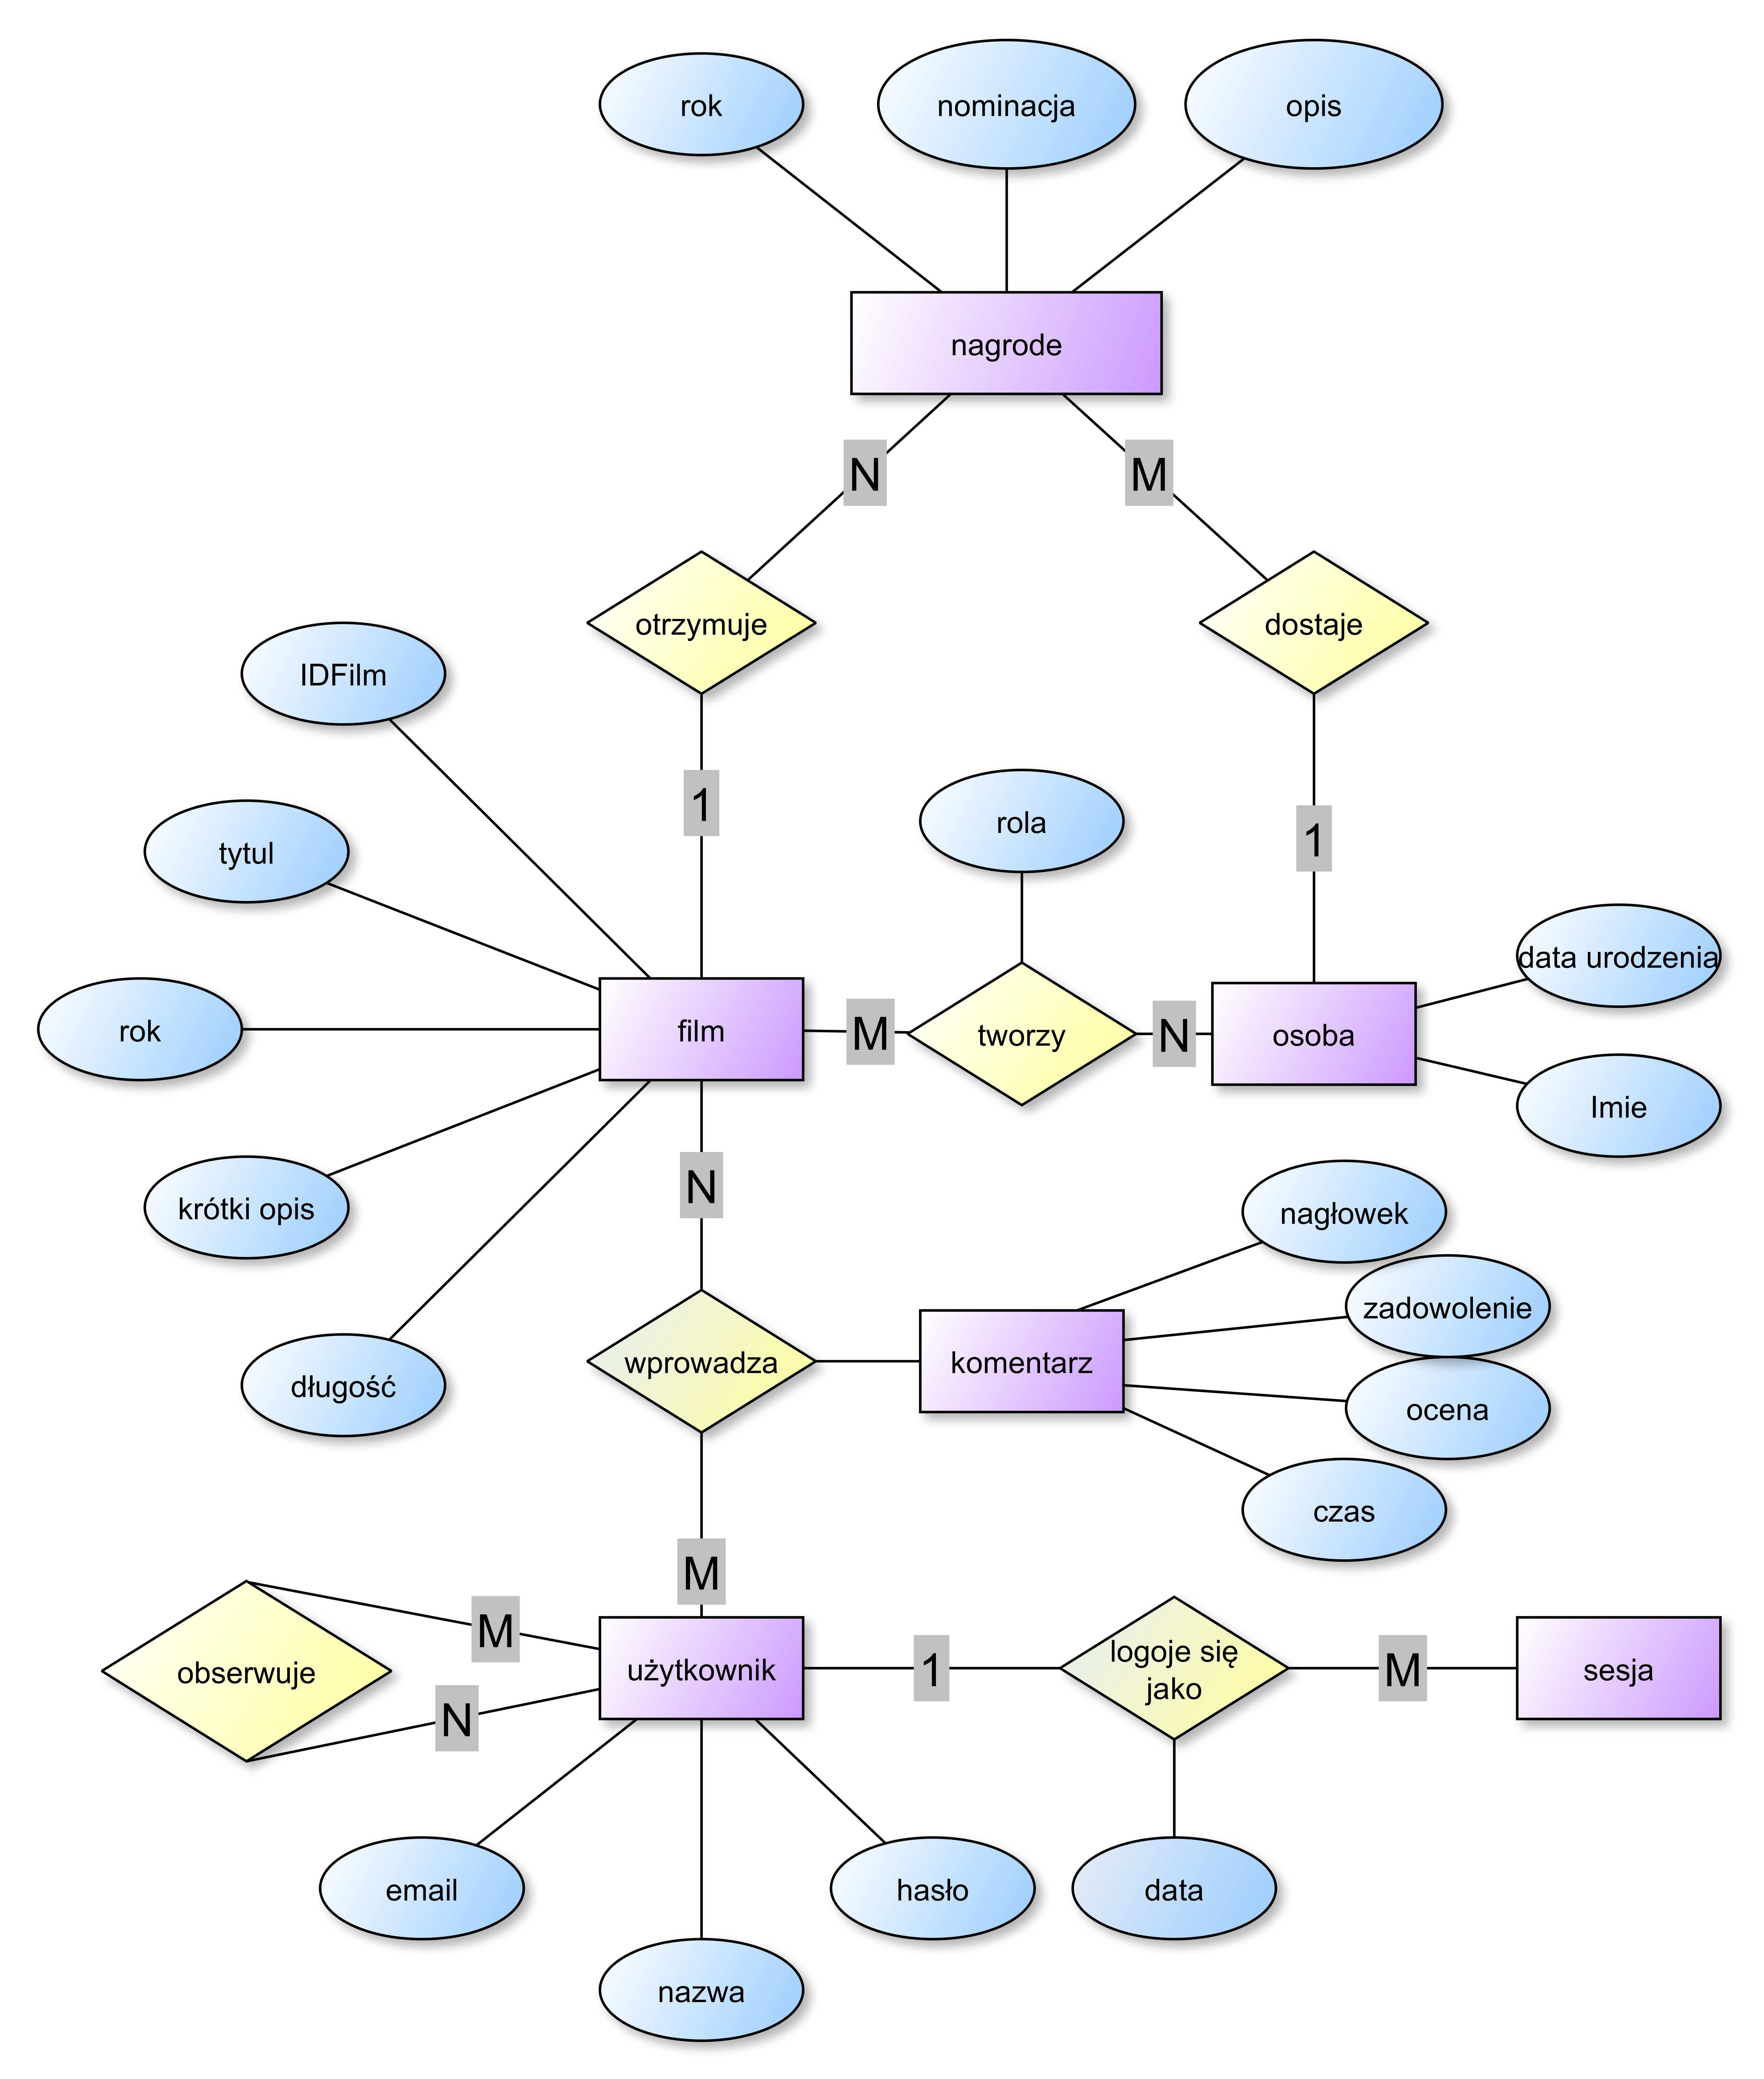 rok
nominacja
opis
nagrode
N
M
otrzymuje
dostaje
IDFilm
1
rola
1
tytul
data urodzenia
rok
film
M
tworzy
N
osoba
Imie
krótki opis
N
nagłowek
zadowolenie
wprowadza
komentarz
długość
ocena
czas
M
obserwuje
M
N
użytkownik
1
logoje się
jako
M
sesja
email
hasło
data
nazwa